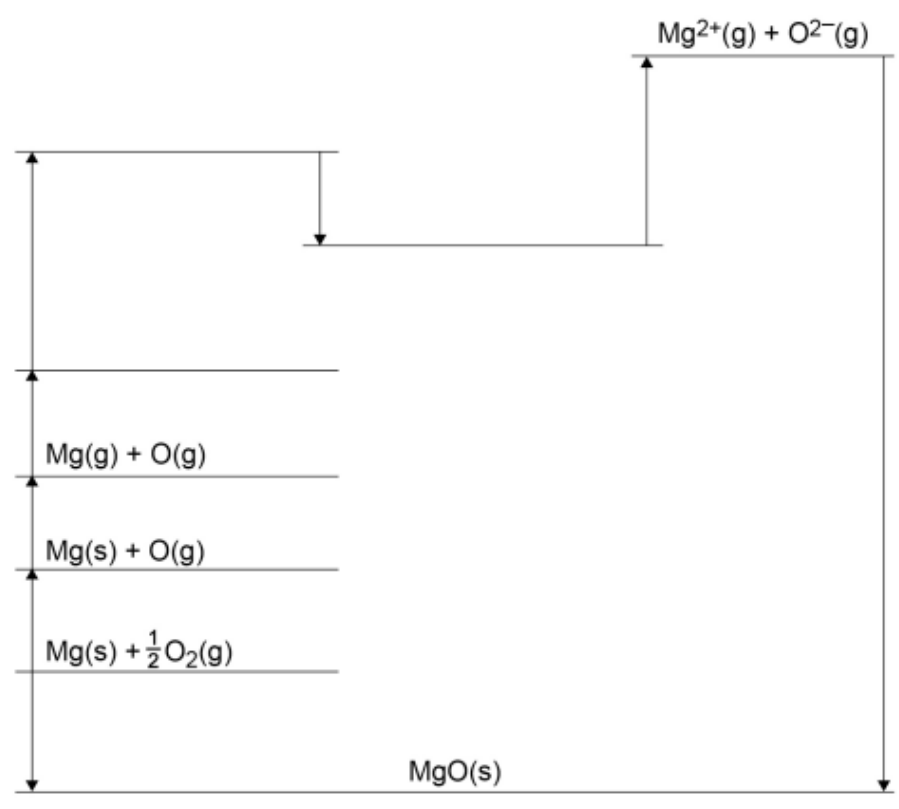 Mg²⁺(g) + O²⁻(g)
Mg(g) + O(g)
Mg(s) + O(g)
Mg(s) + ½O₂(g)
MgO(s)